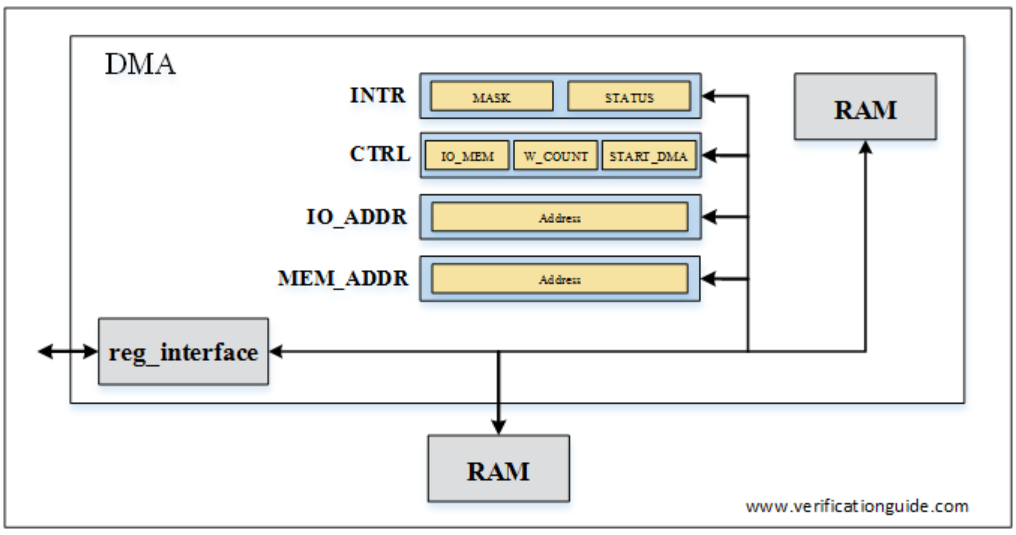 DMA
INTR MASK STATUS
RAM
CTRL IO_MEM W_COUNT START_DMA
IO_ADDR Address
MEM_ADDR Address
reg_interface
RAM
www.verificationguide.com